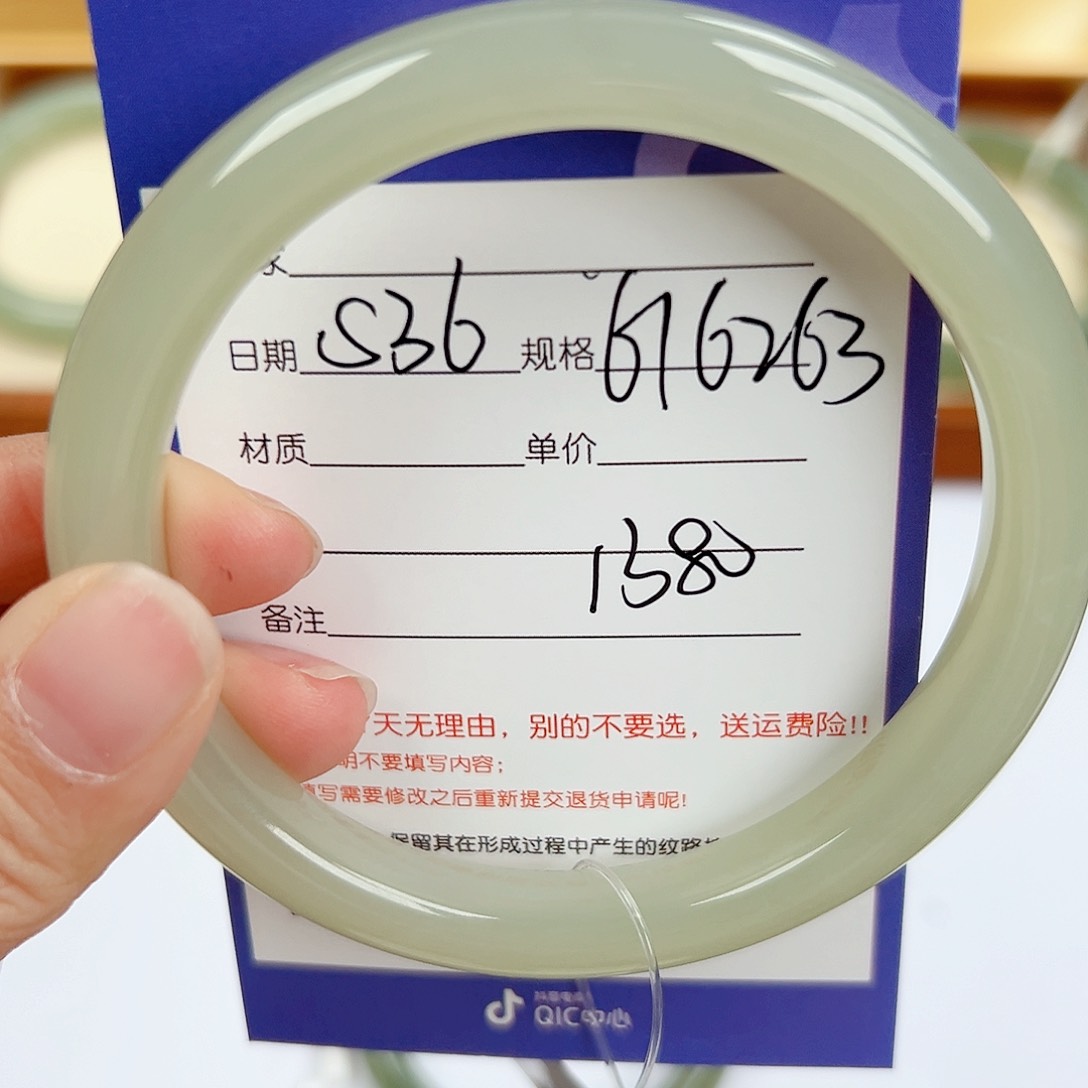 日期 S36 规格 616263
材质 单价
1380
备注
天无理由，别的不要选，送运费险!!
明不要填写内容；
写需要修改之后重新提交退货申请呢!
保留其在形成过程中产生的纹路
QIC中心